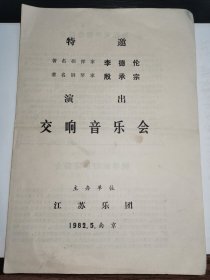 特邀
著名指挥家 李德伦
著名钢琴家 殷承宗
演出
交响音乐会
主办单位
江苏乐团
1982.5.南京